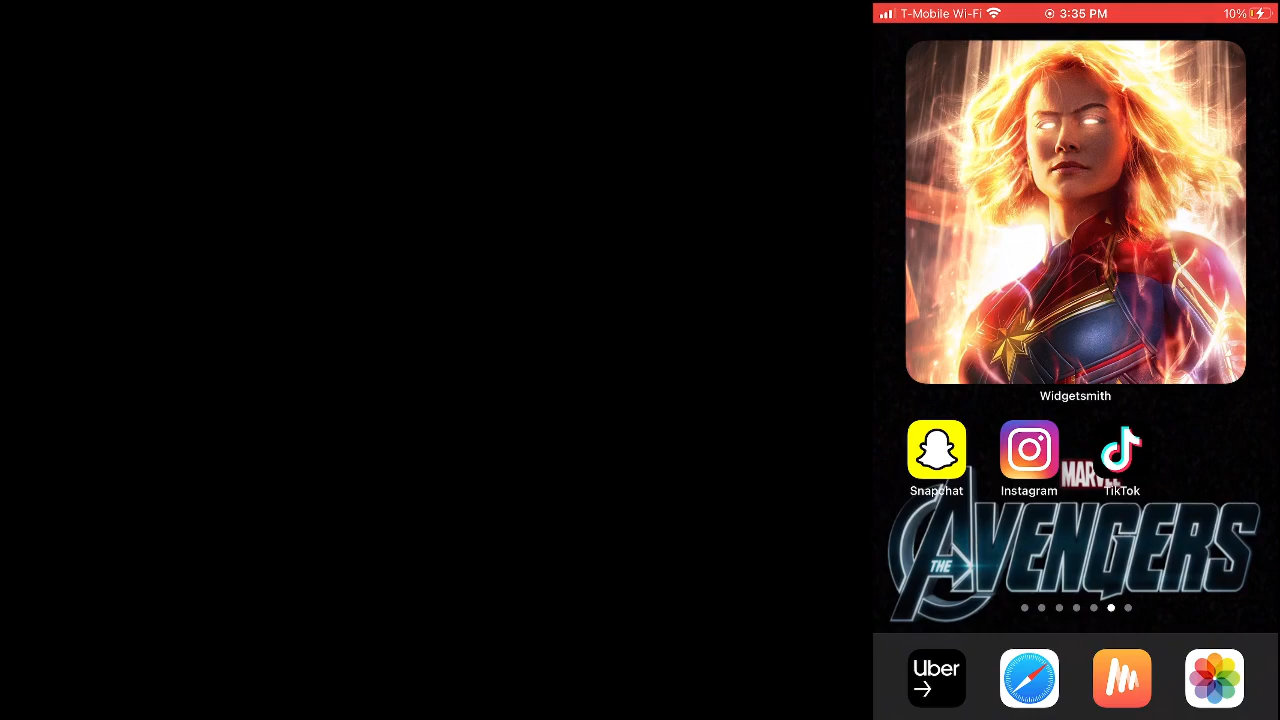 T-Mobile Wi-Fi 3:35 PM 10%
Widgetsmith
Snapchat Instagram TikTok
MARVEL
THE AVENGERS
Uber